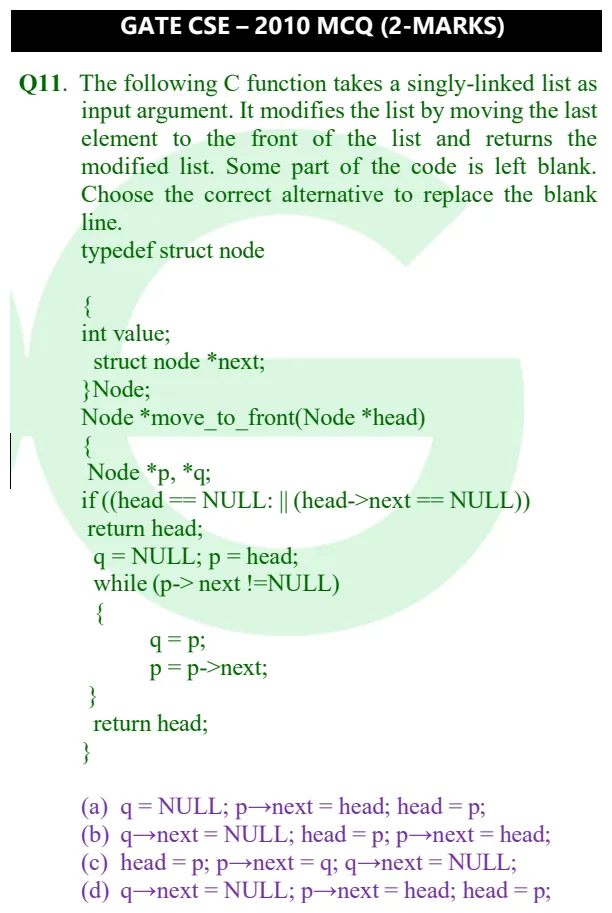 GATE CSE – 2010 MCQ (2-MARKS)
Q11. The following C function takes a singly-linked list as
input argument. It modifies the list by moving the last
element to the front of the list and returns the
modified list. Some part of the code is left blank.
Choose the correct alternative to replace the blank
line.
typedef struct node
{
int value;
struct node *next;
}Node;
Node *move_to_front(Node *head)
{
Node *p, *q;
if ((head == NULL: || (head->next == NULL))
return head;
q = NULL; p = head;
while (p-> next !=NULL)
{
q = p;
p = p->next;
}
return head;
}
(a) q = NULL; p→next = head; head = p;
(b) q→next = NULL; head = p; p→next = head;
(c) head = p; p→next = q; q→next = NULL;
(d) q→next = NULL; p→next = head; head = p;